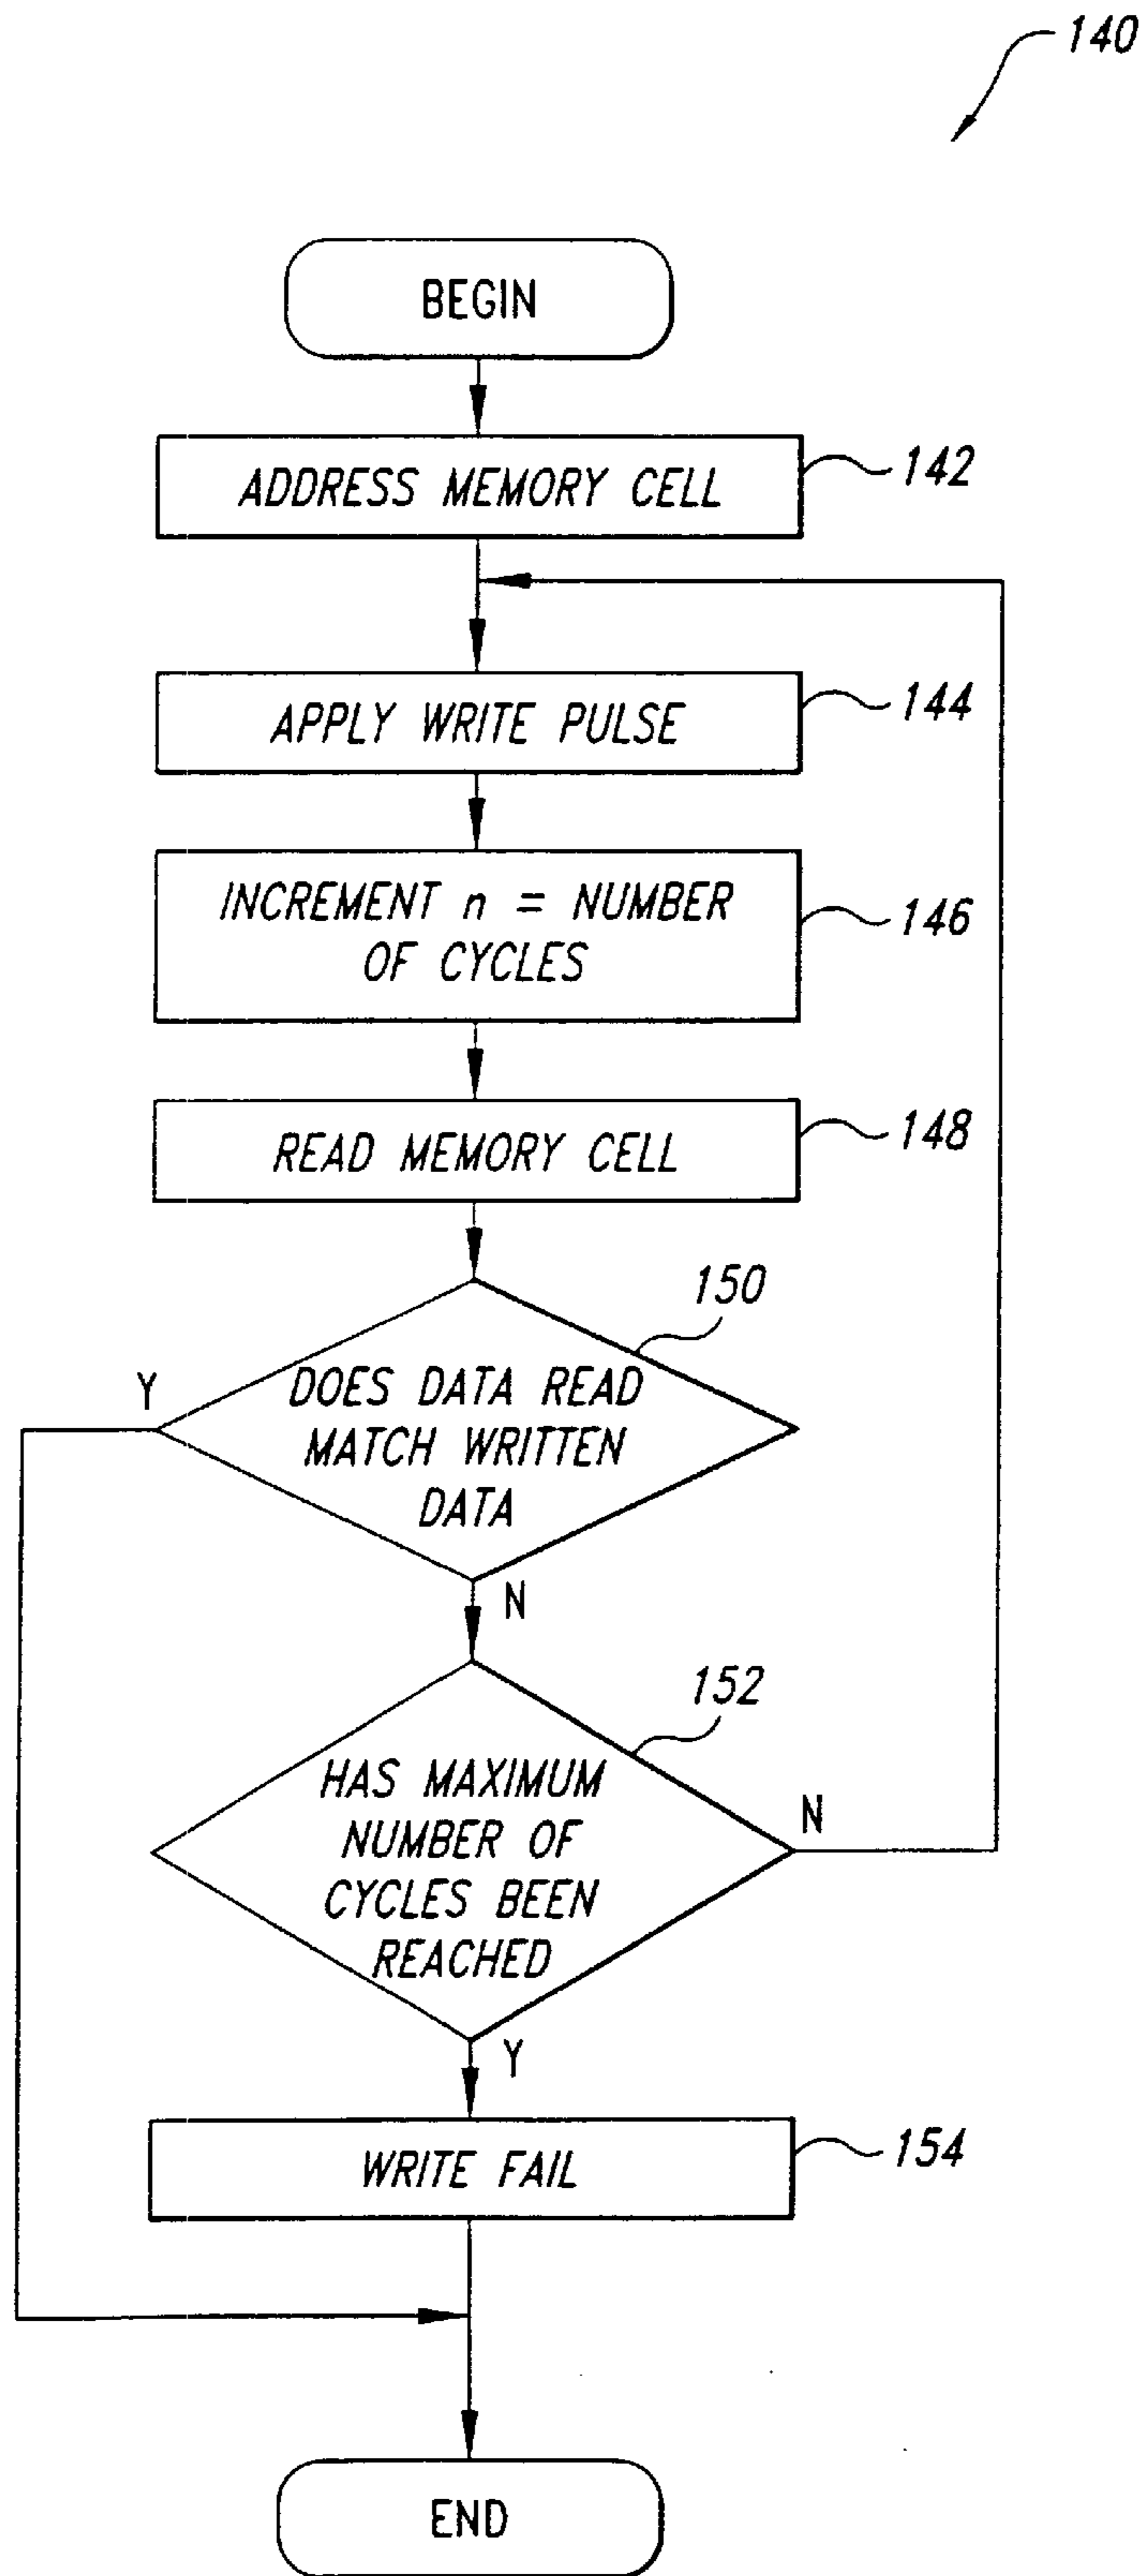 140
BEGIN
ADDRESS MEMORY CELL
142
APPLY WRITE PULSE
144
INCREMENT n = NUMBER
OF CYCLES
146
READ MEMORY CELL
148
150
Y
DOES DATA READ
MATCH WRITTEN
DATA
N
152
HAS MAXIMUM
NUMBER OF
CYCLES BEEN
REACHED
N
Y
WRITE FAIL
154
END